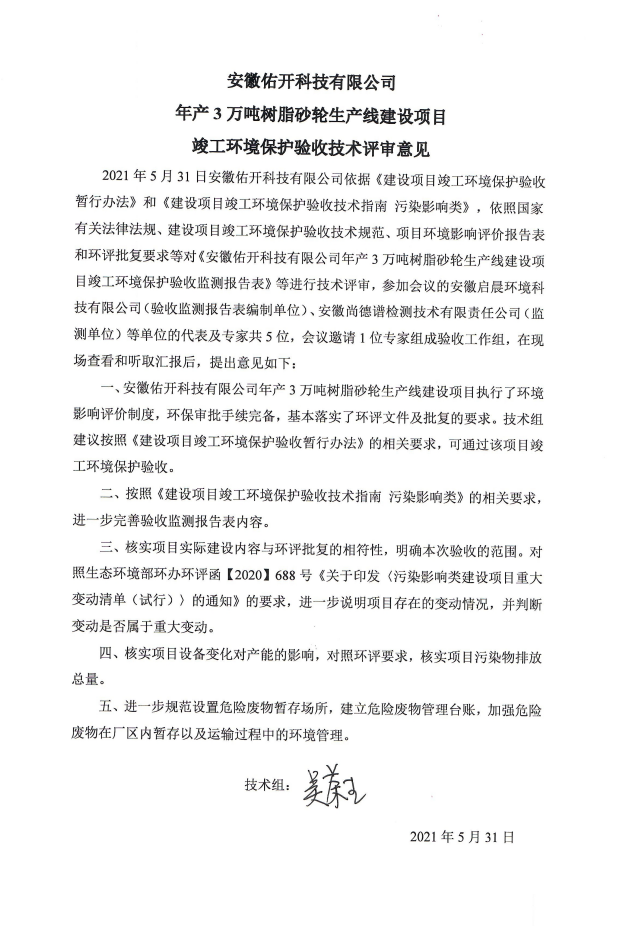 安徽佑开科技有限公司
年产 3 万吨树脂砂轮生产线建设项目
竣工环境保护验收技术评审意见
2021 年 5 月 31 日安徽佑开科技有限公司依据《建设项目竣工环境保护验收
暂行办法》和《建设项目竣工环境保护验收技术指南 污染影响类》，依照国家
有关法律法规、建设项目竣工环境保护验收技术规范、项目环境影响评价报告表
和环评批复要求等对《安徽佑开科技有限公司年产 3 万吨树脂砂轮生产线建设项
目竣工环境保护验收监测报告表》等进行技术评审，参加会议的安徽启晨环境科
技有限公司（验收监测报告表编制单位）、安徽尚德谱检测技术有限责任公司（监
测单位）等单位的代表及专家共 5 位，会议邀请 1 位专家组成验收工作组，在现
场查看和听取汇报后，提出意见如下：
一、安徽佑开科技有限公司年产 3 万吨树脂砂轮生产线建设项目执行了环境
影响评价制度，环保审批手续完备，基本落实了环评文件及批复的要求。技术组
建议按照《建设项目竣工环境保护验收暂行办法》的相关要求，可通过该项目竣
工环境保护验收。
二、按照《建设项目竣工环境保护验收技术指南 污染影响类》的相关要求，
进一步完善验收监测报告表内容。
三、核实项目实际建设内容与环评批复的相符性，明确本次验收的范围。对
照生态环境部环办环评函【2020】688 号《关于印发〈污染影响类建设项目重大
变动清单（试行）〉的通知》的要求，进一步说明项目存在的变动情况，并判断
变动是否属于重大变动。
四、核实项目设备变化对产能的影响，对照环评要求，核实项目污染物排放
总量。
五、进一步规范设置危险废物暂存场所，建立危险废物管理台账，加强危险
废物在厂区内暂存以及运输过程中的环境管理。
技术组：
2021 年 5 月 31 日